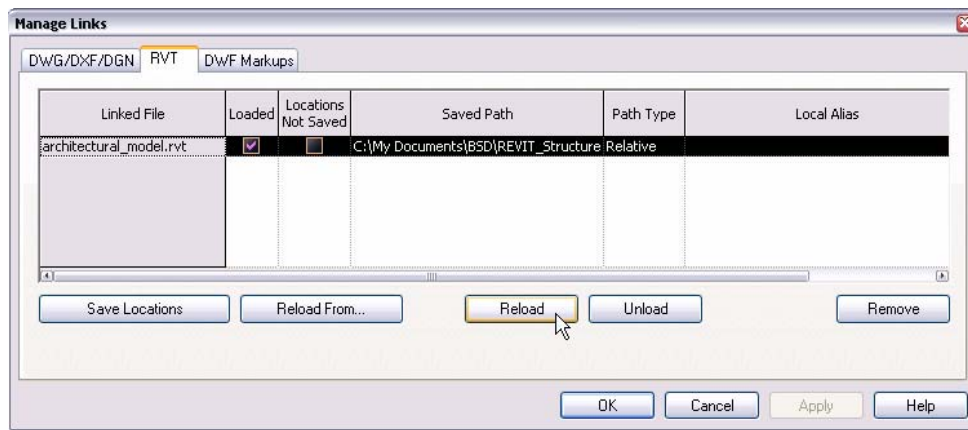 Manage Links
DWG/DXF/DGN RVT DWF Markups
Linked File Loaded Locations Not Saved Saved Path Path Type Local Alias
architectural_model.rvt C:\My Documents\BSD\REVIT_Structure Relative
Save Locations Reload From... Reload Unload Remove
OK Cancel Apply Help